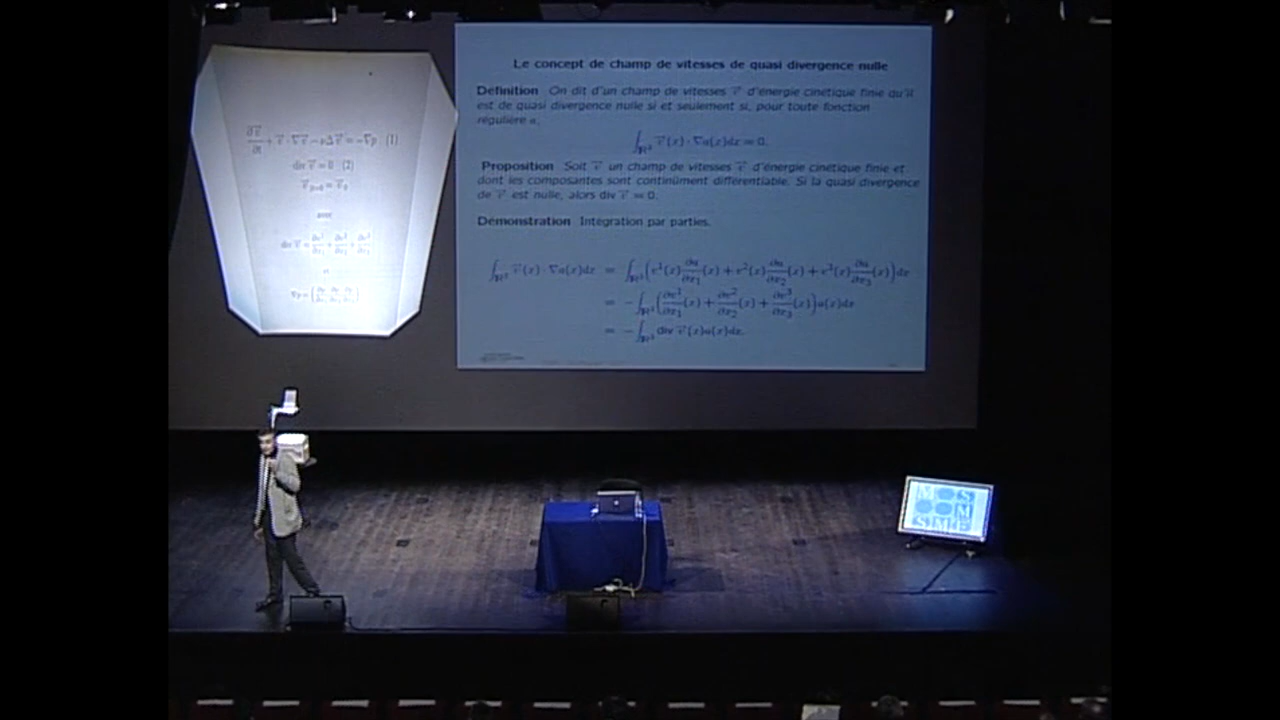 ∂v⃗/∂t + v⃗ · ∇v⃗ − νΔv⃗ = −∇p (1)
div v⃗ = 0 (2)
avec
div v⃗ = ∂v¹/∂x₁ + ∂v²/∂x₂ + ∂v³/∂x₃
∇p = (∂p/∂x₁, ∂p/∂x₂, ∂p/∂x₃)
Le concept de champ de vitesses de quasi divergence nulle
Définition On dit d'un champ de vitesses v⃗ d'énergie cinétique finie qu'il
est de quasi divergence nulle si et seulement si, pour toute fonction
régulière a,
∫ℝ³ v⃗(x) · ∇a(x)dx = 0.
Proposition Soit v⃗ un champ de vitesses v⃗ d'énergie cinétique finie et
dont les composantes sont continûment différentiable. Si la quasi divergence
de v⃗ est nulle, alors div v⃗ = 0.
Démonstration Intégration par parties.
∫ℝ³ v⃗(x) · ∇a(x)dx = ∫ℝ³ (v¹(x) ∂a/∂x₁(x) + v²(x) ∂a/∂x₂(x) + v³(x) ∂a/∂x₃(x))dx
= −∫ℝ³ (∂v¹/∂x₁(x) + ∂v²/∂x₂(x) + ∂v³/∂x₃(x))a(x)dx
= −∫ℝ³ div v⃗(x)a(x)dx.
M S
M
S M F